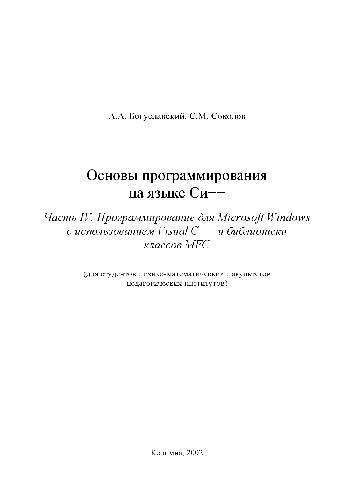 А.А. Богуславский, С.М. Соколов
Основы программирования
на языке Си++
Часть IV. Программирование для Microsoft Windows
с использованием Visual C++ и библиотеки
классов MFC
(для студентов физико-математических факультетов
педагогических институтов)
Коломна, 2002